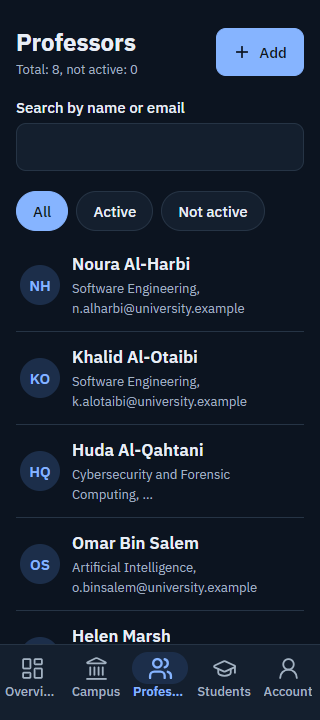 Professors
Total: 8, not active: 0
Add
Search by name or email
All
Active
Not active
NH
Noura Al-Harbi
Software Engineering,
n.alharbi@university.example
KO
Khalid Al-Otaibi
Software Engineering,
k.alotaibi@university.example
HQ
Huda Al-Qahtani
Cybersecurity and Forensic
Computing, ...
OS
Omar Bin Salem
Artificial Intelligence,
o.binsalem@university.example
Helen Marsh
Overvi...
Campus
Profes...
Students
Account